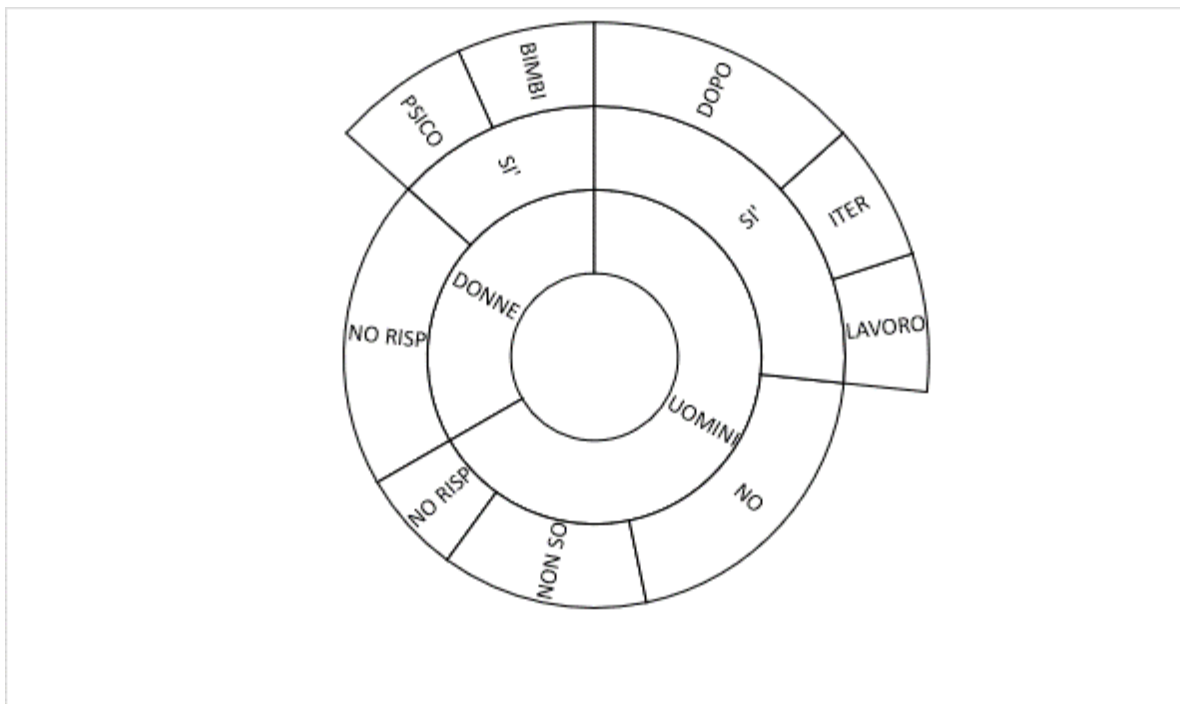 BIMBI
DOPO
PSICO
SI'
SI'
ITER
DONNE
NO RISP
LAVORO
UOMINI
NO RISP
NO
NON SO